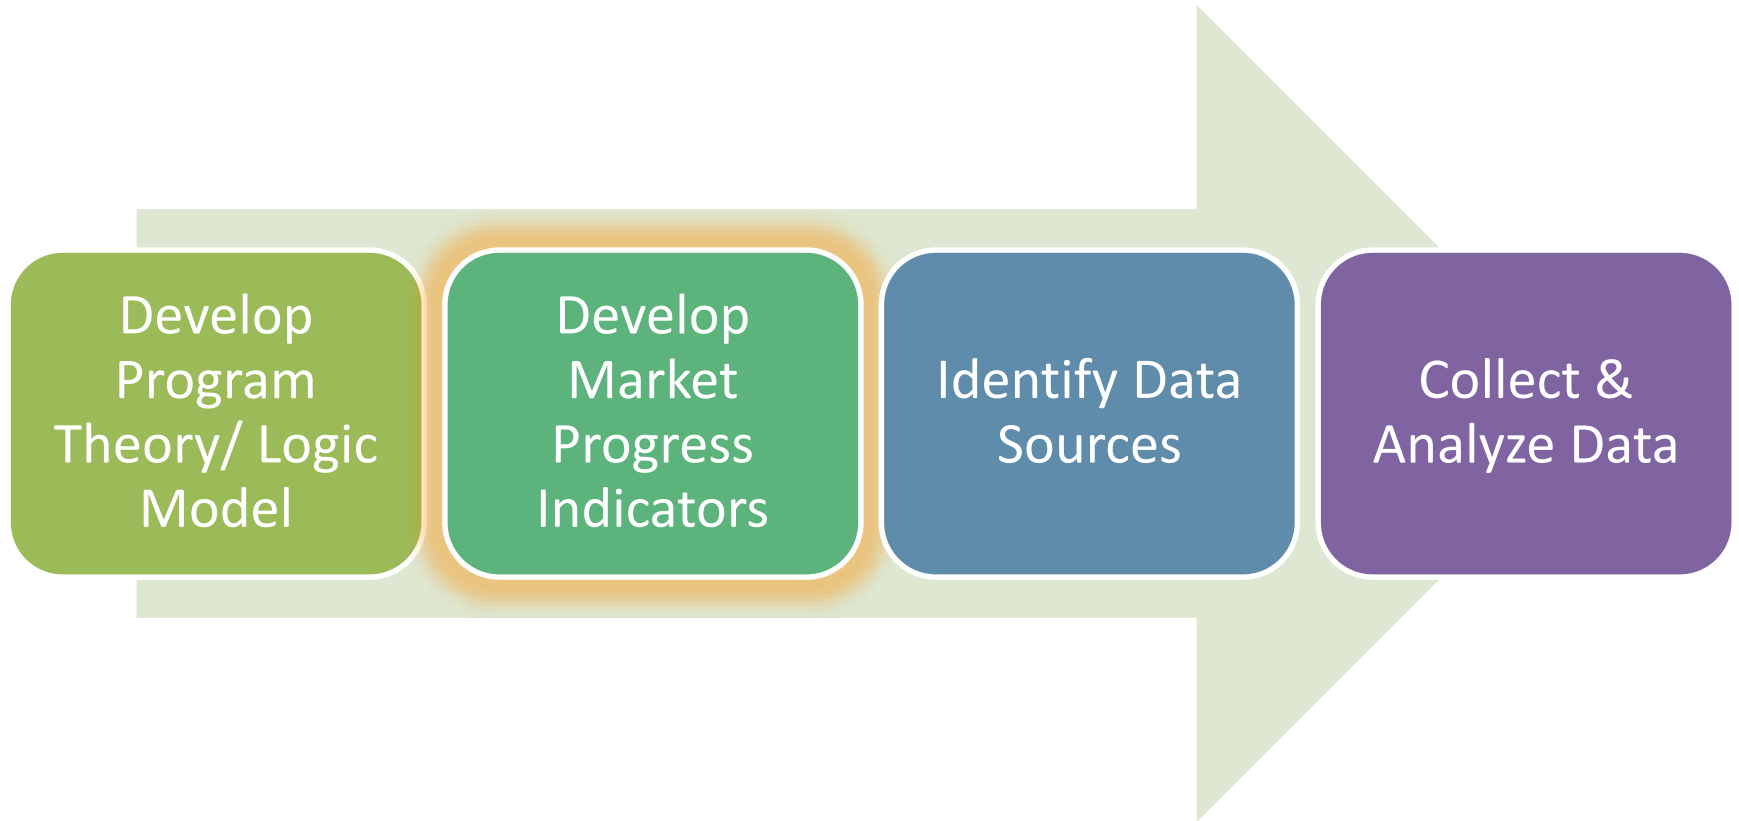 Develop
Program
Theory/ Logic
Model
Develop
Market
Progress
Indicators
Identify Data
Sources
Collect &
Analyze Data